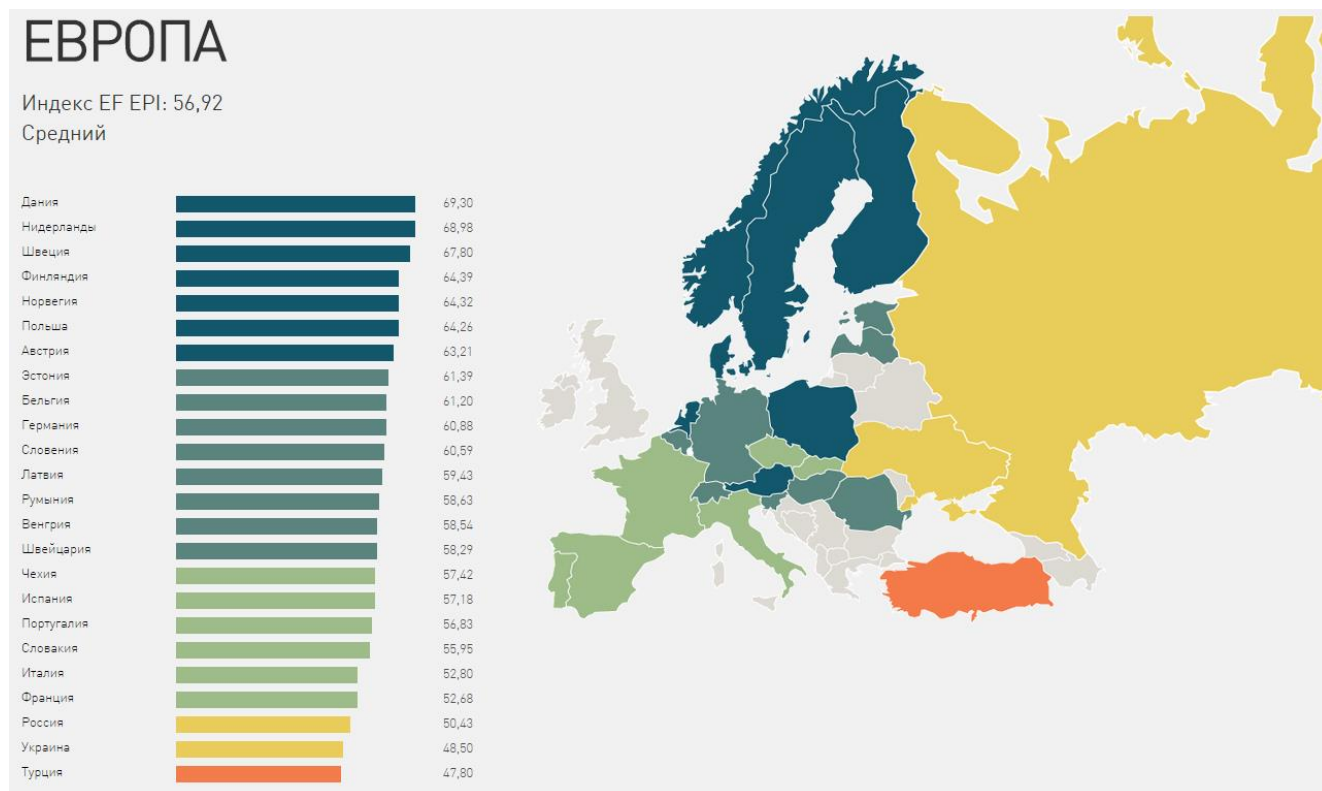 ЕВРОПА
Индекс EF EPI: 56,92
Средний
Дания 69,30
Нидерланды 68,98
Швеция 67,80
Финляндия 64,39
Норвегия 64,32
Польша 64,26
Австрия 63,21
Эстония 61,39
Бельгия 61,20
Германия 60,88
Словения 60,59
Латвия 59,43
Румыния 58,63
Венгрия 58,54
Швейцария 58,29
Чехия 57,42
Испания 57,18
Португалия 56,83
Словакия 55,95
Италия 52,80
Франция 52,68
Россия 50,43
Украина 48,50
Турция 47,80